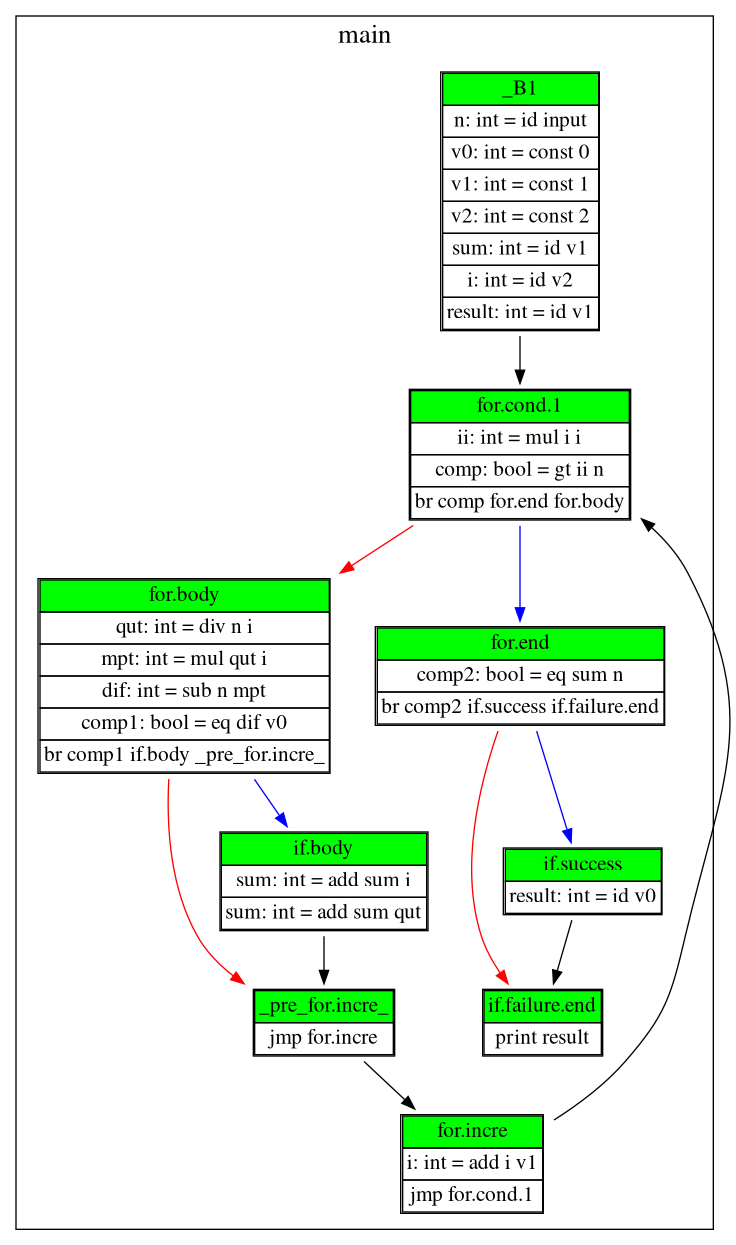 main
_B1
n: int = id input
v0: int = const 0
v1: int = const 1
v2: int = const 2
sum: int = id v1
i: int = id v2
result: int = id v1
for.cond.1
ii: int = mul i i
comp: bool = gt ii n
br comp for.end for.body
for.body
qut: int = div n i
mpt: int = mul qut i
dif: int = sub n mpt
comp1: bool = eq dif v0
br comp1 if.body _pre_for.incre_
for.end
comp2: bool = eq sum n
br comp2 if.success if.failure.end
if.body
sum: int = add sum i
sum: int = add sum qut
if.success
result: int = id v0
_pre_for.incre_
jmp for.incre
if.failure.end
print result
for.incre
i: int = add i v1
jmp for.cond.1